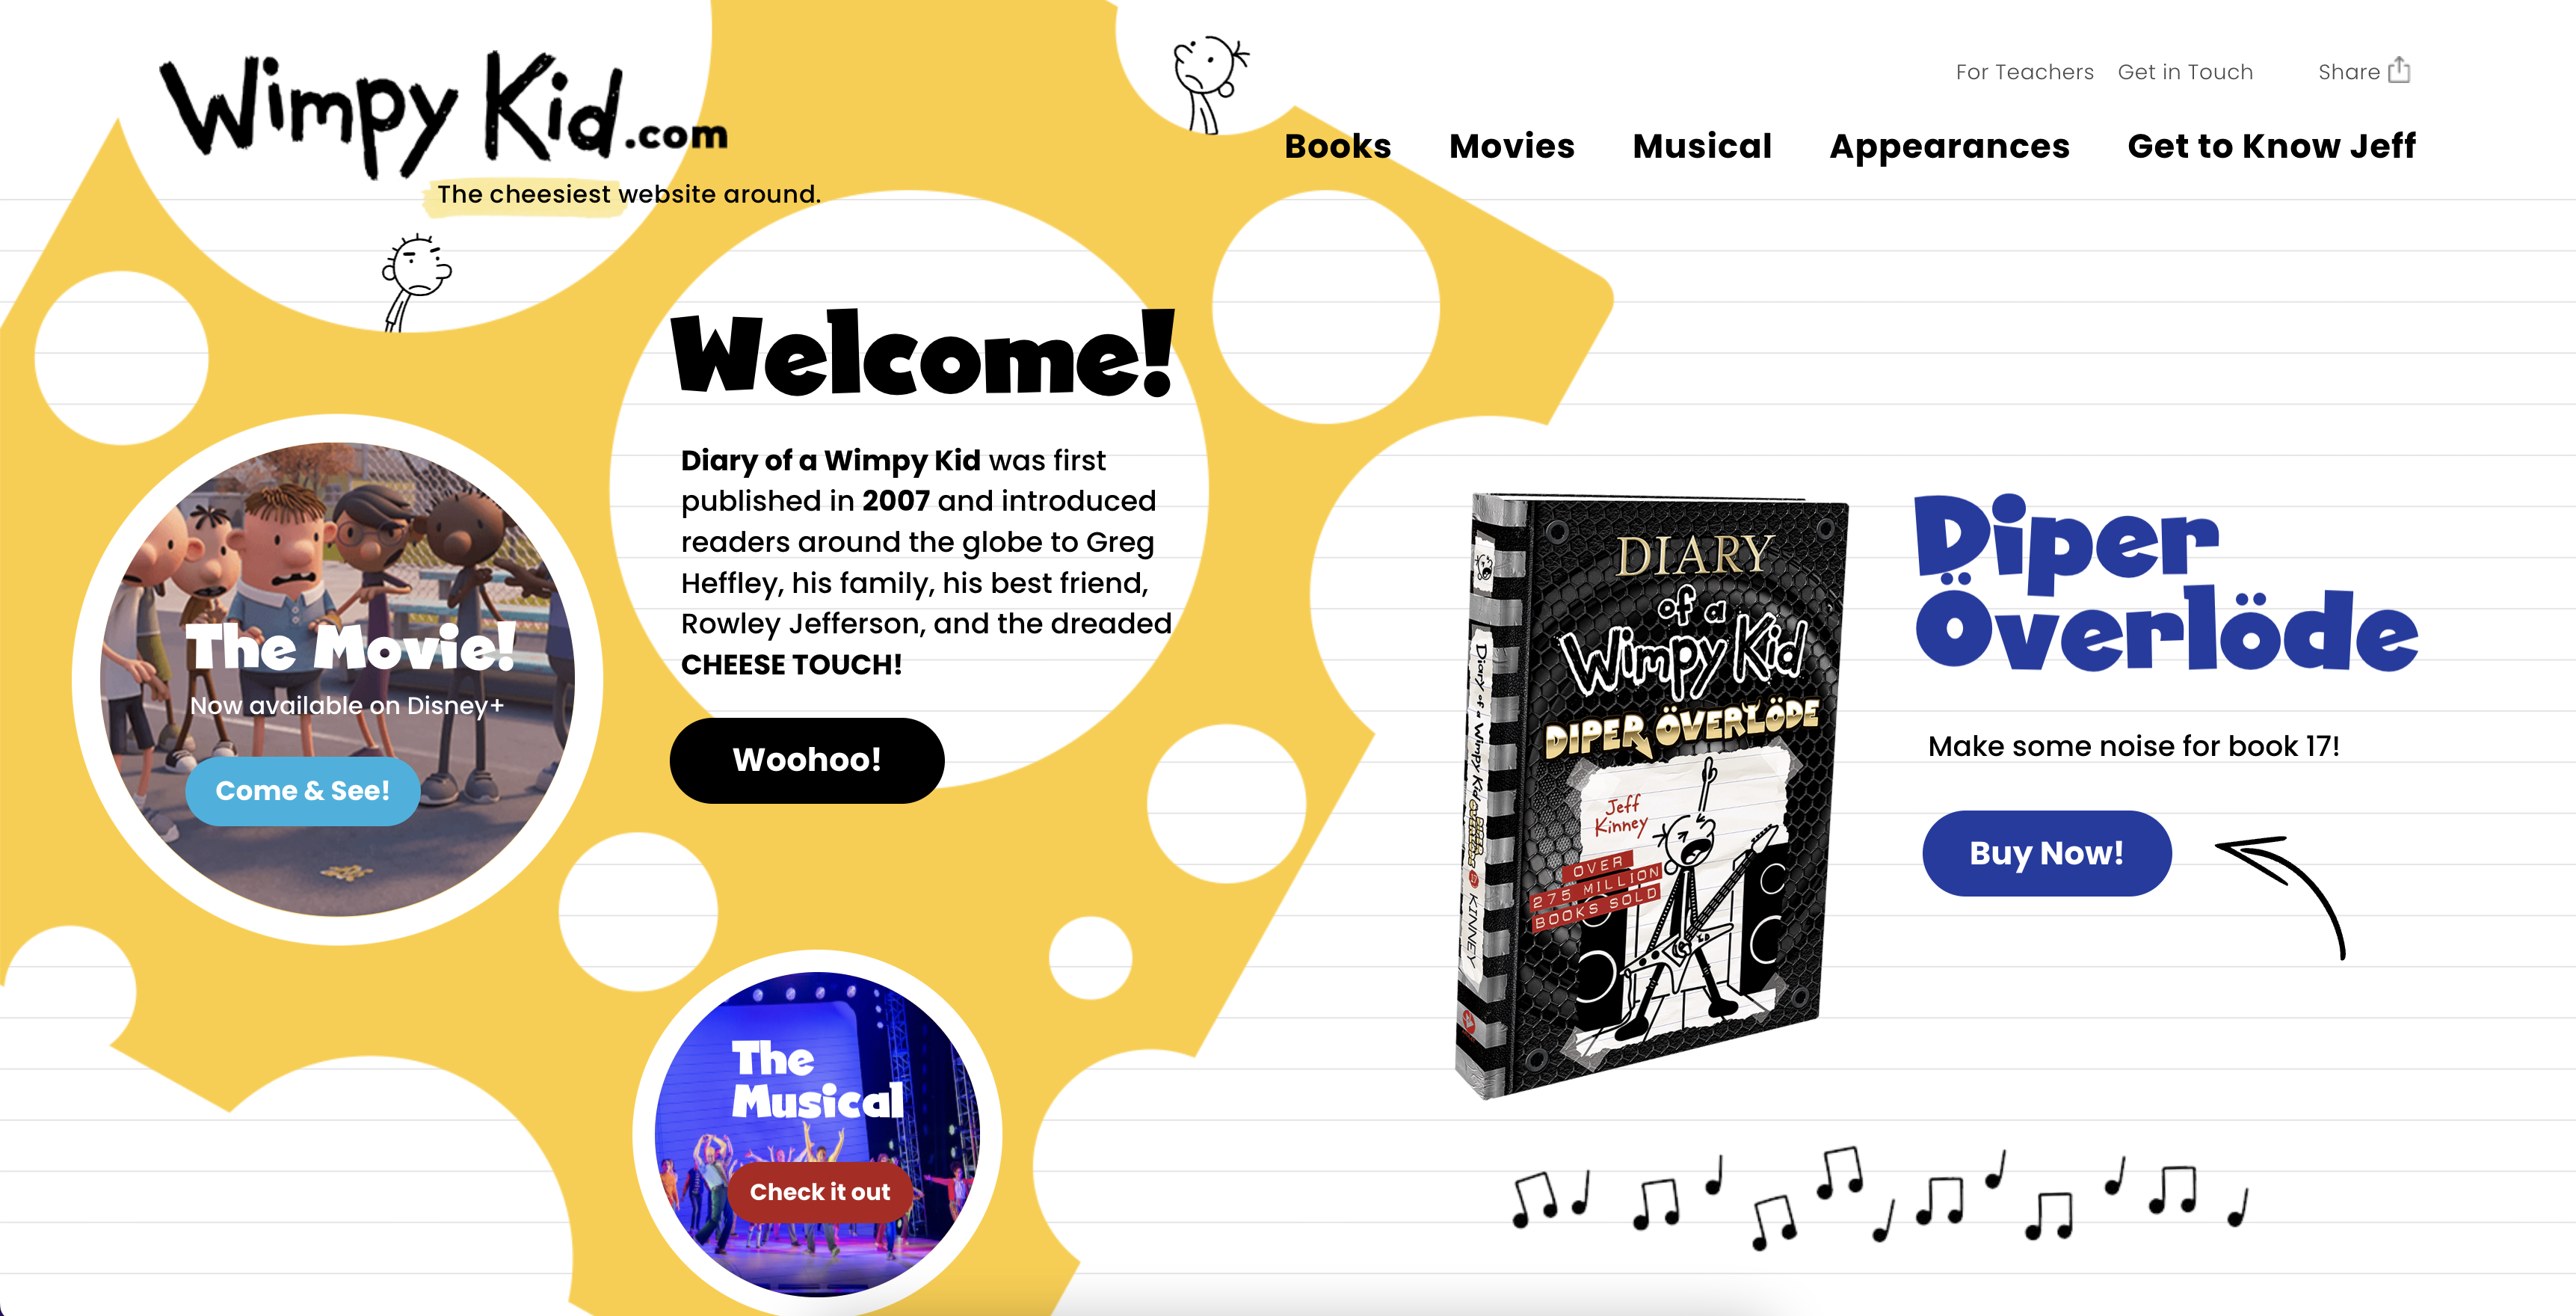 Wimpy Kid.com
The cheesiest website around.
For Teachers Get in Touch Share
Books Movies Musical Appearances Get to Know Jeff
Welcome!
Diary of a Wimpy Kid was first
published in 2007 and introduced
readers around the globe to Greg
Heffley, his family, his best friend,
Rowley Jefferson, and the dreaded
CHEESE TOUCH!
Woohoo!
The Movie!
Now available on Disney+
Come & See!
The
Musical
Check it out
Diary of a Wimpy Kid DIPER ÖVERLÖDE 17 KINNEY
DIARY
of a
Wimpy Kid
DIPER ÖVERLÖDE
Jeff
Kinney
OVER
275 MILLION
BOOKS SOLD
Diper
Överlöde
Make some noise for book 17!
Buy Now!